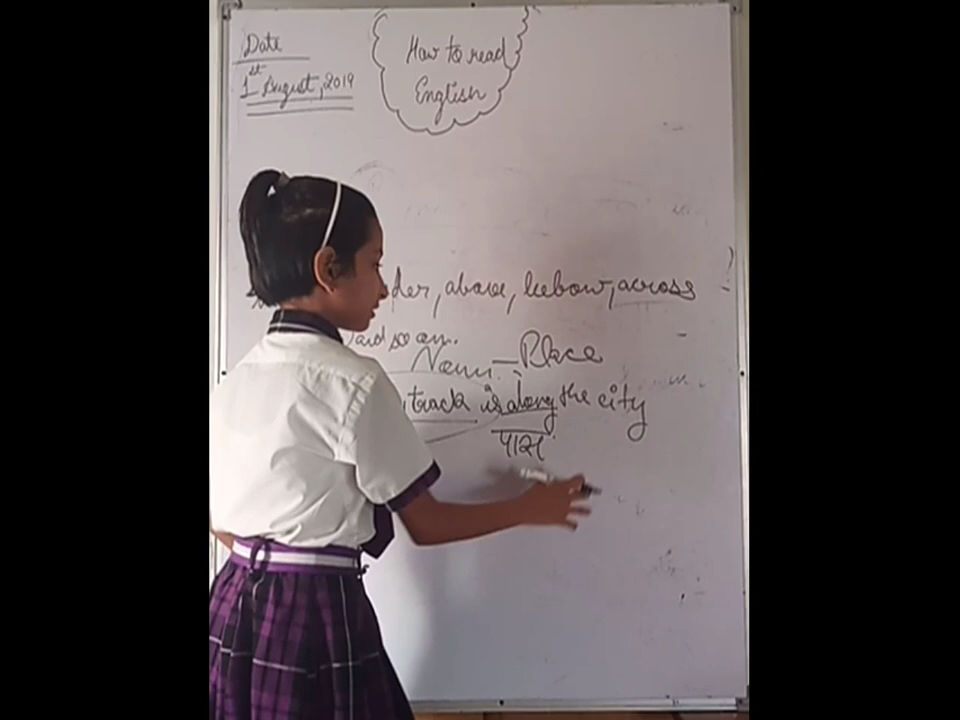 Date
1st August, 2019
How to read
English
der, above, below, across
and so on.
Noun - Place
track is along the city
पास